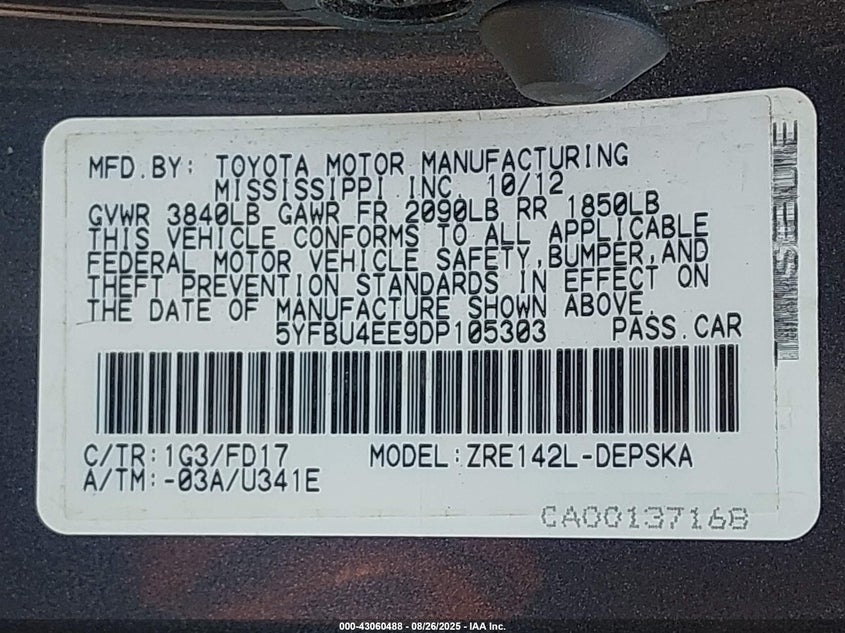 MFD.BY: TOYOTA MOTOR MANUFACTURING
MISSISSIPPI INC. 10/12
GVWR 3840LB GAWR FR 2090LB RR 1850LB
THIS VEHICLE CONFORMS TO ALL APPLICABLE
FEDERAL MOTOR VEHICLE SAFETY,BUMPER,AND
THEFT PREVENTION STANDARDS IN EFFECT ON
THE DATE OF MANUFACTURE SHOWN ABOVE.
5YFBU4EE9DP105303 PASS.CAR
C/TR:1G3/FD17 MODEL:ZRE142L-DEPSKA
A/TM:-03A/U341E
CA00137168
000-43060488 - 08/26/2025 - IAA Inc.